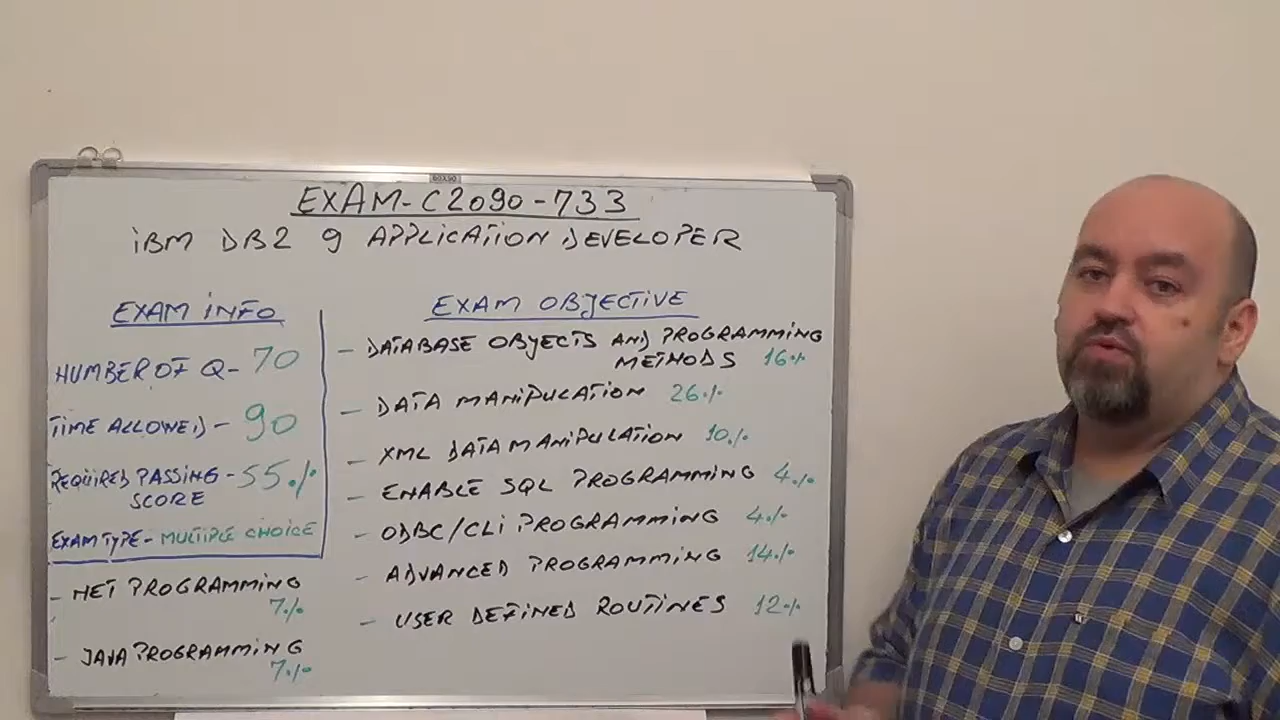 EXAM-C2090-733
IBM DB2 9 APPLICATION DEVELOPER
EXAM INFO
NUMBER OF Q- 70
TIME ALLOWED- 90
REQUIRED PASSING SCORE - 55%
EXAM TYPE- MULTIPLE CHOICE
- NET PROGRAMMING
7%
- JAVA PROGRAMMING
7%
EXAM OBJECTIVE
- DATABASE OBJECTS AND PROGRAMMING
METHODS 16%
- DATA MANIPULATION 26%
- XML DATA MANIPULATION 10%
- ENABLE SQL PROGRAMMING 4%
- ODBC/CLI PROGRAMMING 4%
- ADVANCED PROGRAMMING 14%
- USER DEFINED ROUTINES 12%